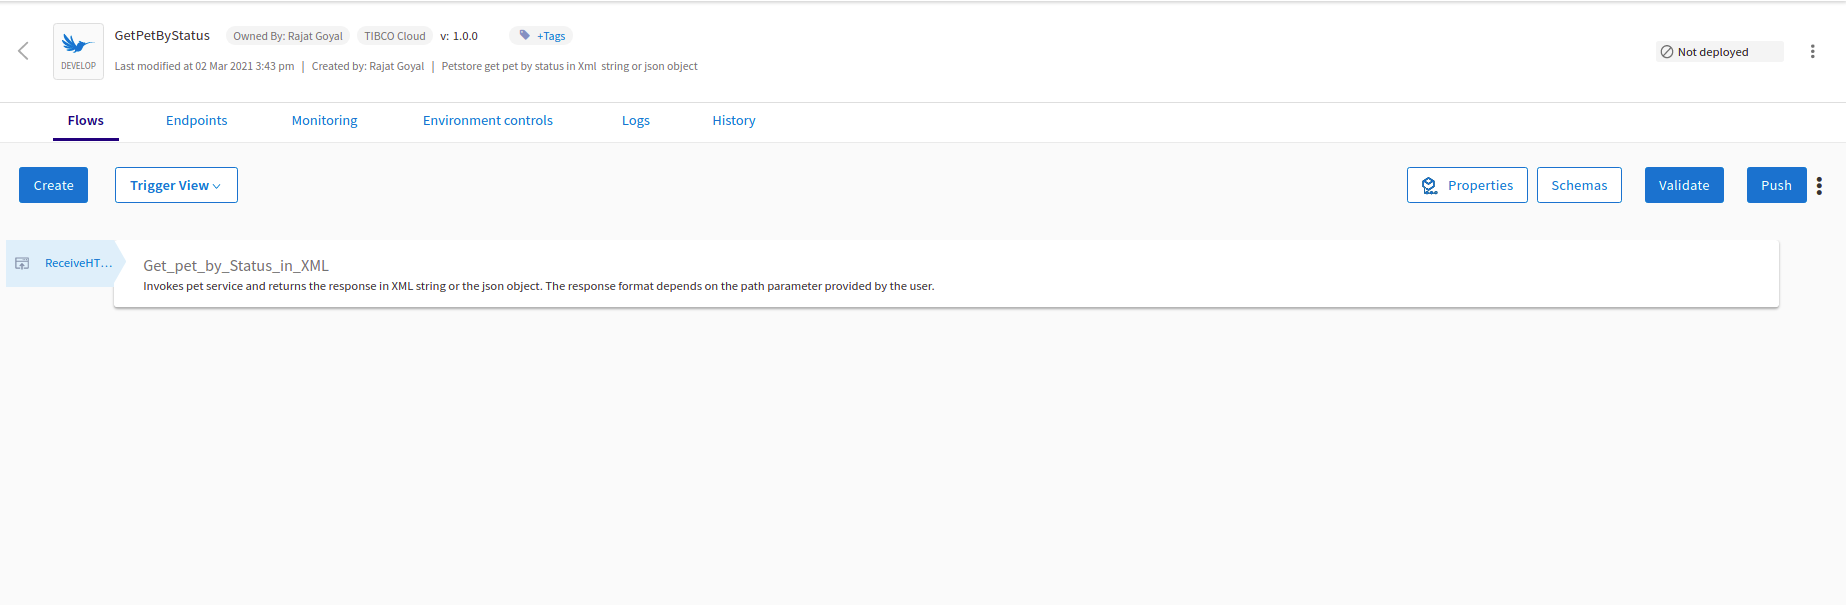 GetPetByStatus Owned By: Rajat Goyal TIBCO Cloud v: 1.0.0 +Tags
DEVELOP
Last modified at 02 Mar 2021 3:43 pm | Created by: Rajat Goyal | Petstore get pet by status in Xml string or json object
Not deployed
Flows Endpoints Monitoring Environment controls Logs History
Create Trigger View Properties Schemas Validate Push
ReceiveHT...
Get_pet_by_Status_in_XML
Invokes pet service and returns the response in XML string or the json object. The response format depends on the path parameter provided by the user.